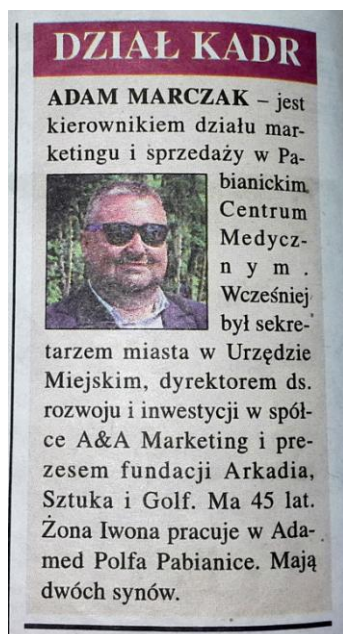 DZIAŁ KADR
ADAM MARCZAK – jest
kierownikiem działu mar-
ketingu i sprzedaży w Pa-
bianickim
Centrum
Medycz-
nym.
Wcześniej
był sekre-
tarzem miasta w Urzędzie
Miejskim, dyrektorem ds.
rozwoju i inwestycji w spół-
ce A&A Marketing i pre-
zesem fundacji Arkadia,
Sztuka i Golf. Ma 45 lat.
Żona Iwona pracuje w Ada-
med Polfa Pabianice. Mają
dwóch synów.